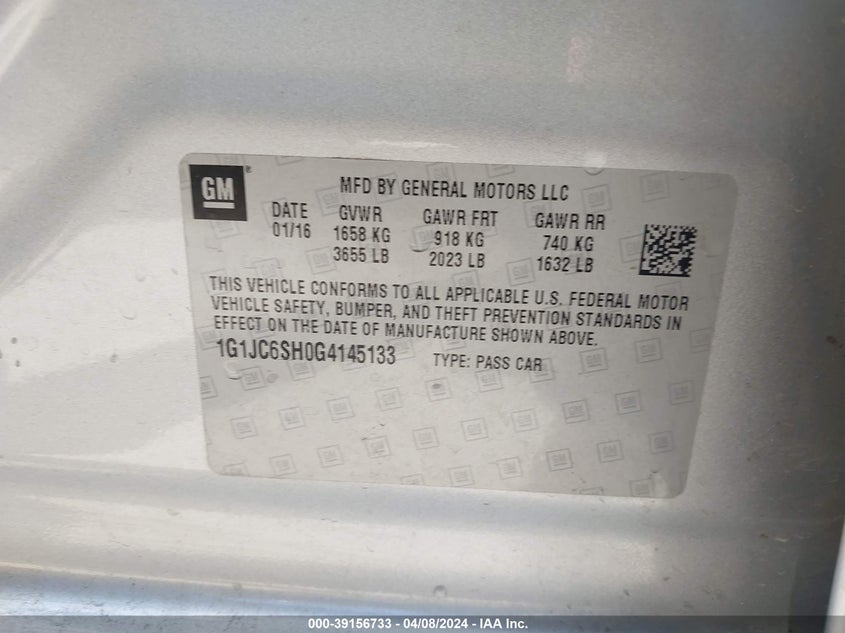 GM ®
MFD BY GENERAL MOTORS LLC
DATE GVWR GAWR FRT GAWR RR
01/16 1658 KG 918 KG 740 KG
3655 LB 2023 LB 1632 LB
THIS VEHICLE CONFORMS TO ALL APPLICABLE U.S. FEDERAL MOTOR
VEHICLE SAFETY, BUMPER, AND THEFT PREVENTION STANDARDS IN
EFFECT ON THE DATE OF MANUFACTURE SHOWN ABOVE.
1G1JC6SH0G4145133 TYPE: PASS CAR
000-39156733 - 04/08/2024 - IAA Inc.